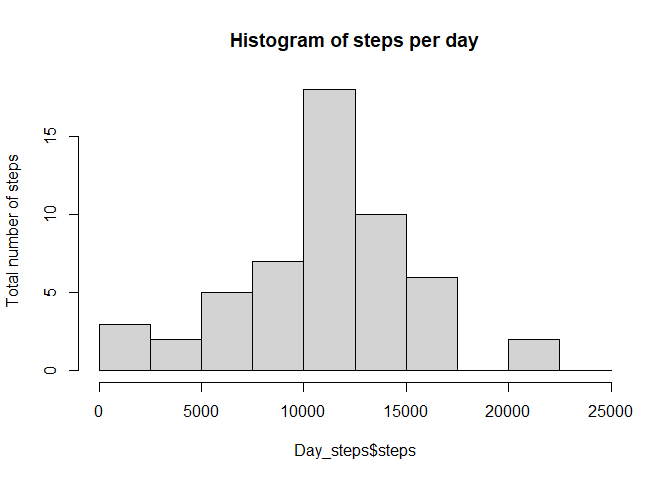 Histogram of steps per day
Total number of steps
15
10
5
0
0 5000 10000 15000 20000 25000
Day_steps$steps